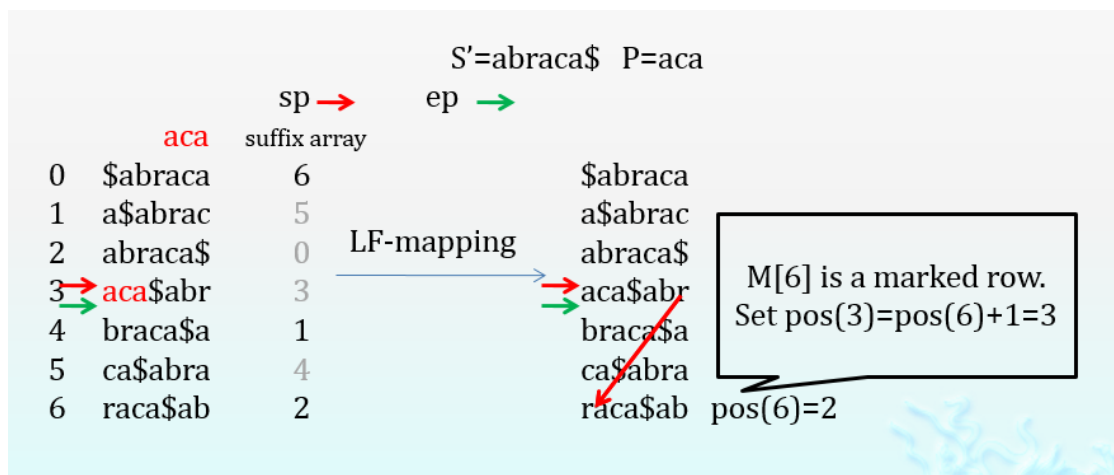 S'=abraca$ P=aca
sp ep
aca suffix array
0 $abraca 6 $abraca
1 a$abrac 5 a$abrac
2 abraca$ 0 LF-mapping abraca$
3 aca$abr 3 aca$abr
4 braca$a 1 braca$a
5 ca$abra 4 ca$abra
6 raca$ab 2 raca$ab pos(6)=2
M[6] is a marked row.
Set pos(3)=pos(6)+1=3